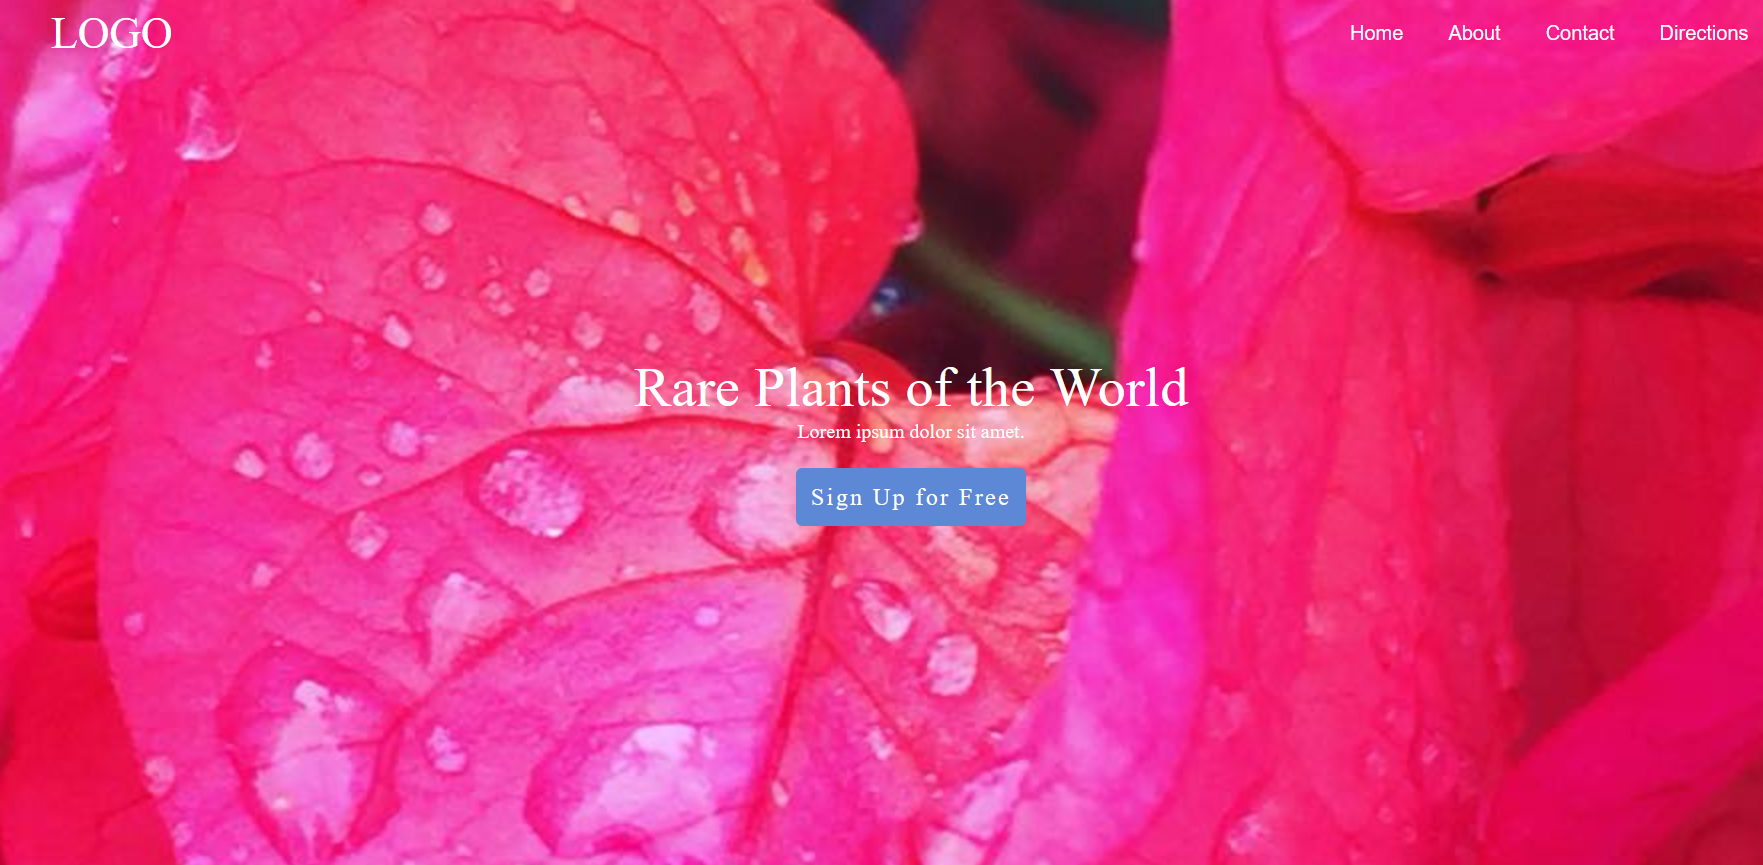 LOGO
Home About Contact Directions
Rare Plants of the World
Lorem ipsum dolor sit amet.
Sign Up for Free